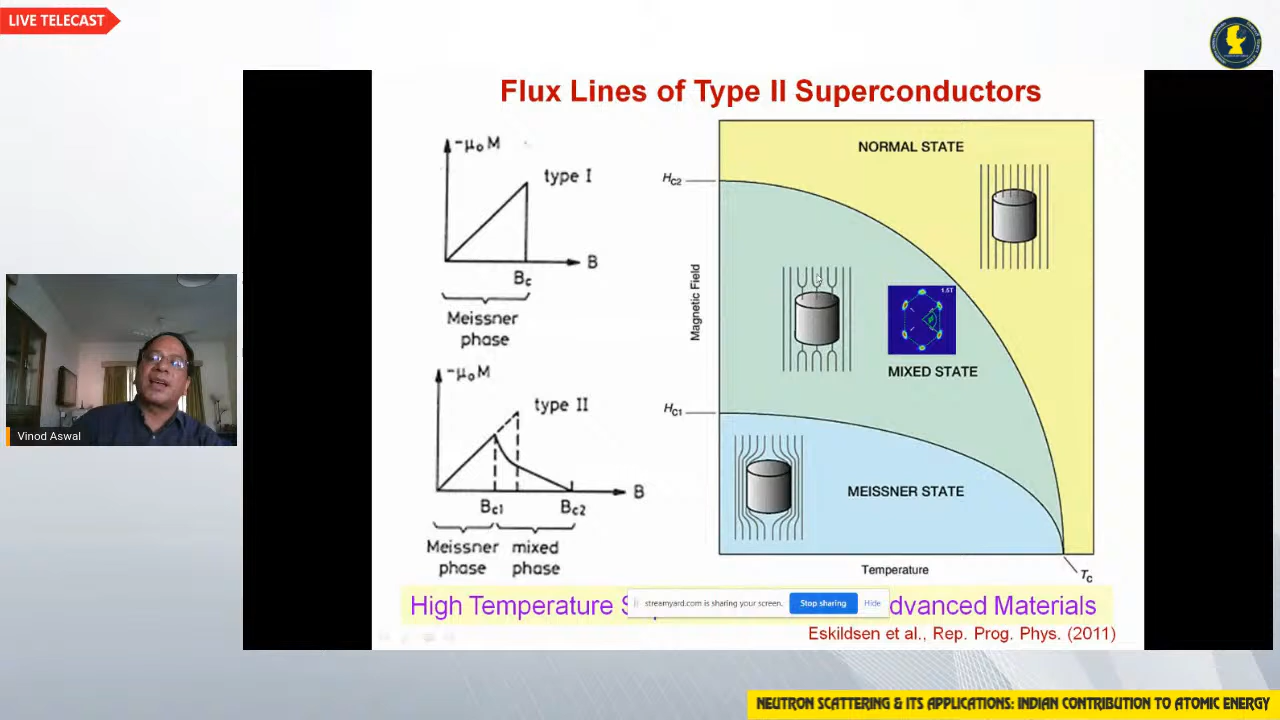 LIVE TELECAST
Flux Lines of Type II Superconductors
-μ₀M
type I
B
Bc
Meissner
phase
-μ₀M
type II
B
Bc1
Bc2
Meissner
phase
mixed
phase
NORMAL STATE
HC2
1.5T
MIXED STATE
Magnetic Field
HC1
MEISSNER STATE
Temperature
TC
Vinod Aswal
High Temperature S
streamyard.com is sharing your screen.
Stop sharing
Hide
dvanced Materials
Eskildsen et al., Rep. Prog. Phys. (2011)
NEUTRON SCATTERING & ITS APPLICATIONS: INDIAN CONTRIBUTION TO ATOMIC ENERGY